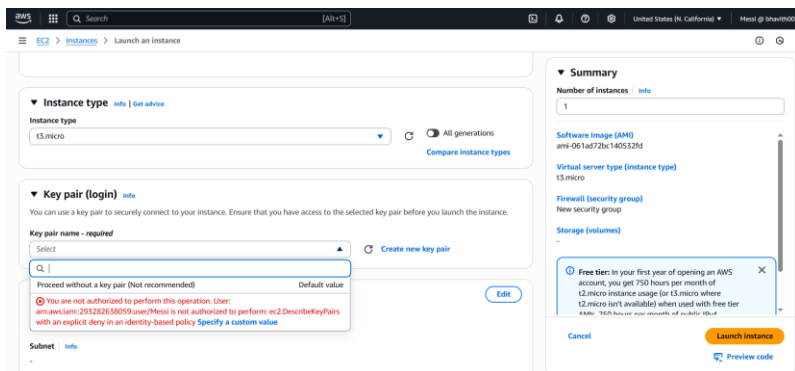 aws
Search
[Alt+S]
United States (N. California)
Messi @ bhavith00
EC2 > Instances > Launch an instance
Instance type Info | Get advice
Instance type
t3.micro
All generations
Compare instance types
Key pair (login) Info
You can use a key pair to securely connect to your instance. Ensure that you have access to the selected key pair before you launch the instance.
Key pair name - required
Select
Create new key pair
Proceed without a key pair (Not recommended) Default value
You are not authorized to perform this operation. User:
arn:aws:iam::293282638059:user/Messi is not authorized to perform: ec2:DescribeKeyPairs
with an explicit deny in an identity-based policy Specify a custom value
Edit
Subnet Info
-
Summary
Number of instances Info
1
Software Image (AMI)
ami-061ad72bc140532fd
Virtual server type (instance type)
t3.micro
Firewall (security group)
New security group
Storage (volumes)
-
Free tier: In your first year of opening an AWS
account, you get 750 hours per month of
t2.micro instance usage (or t3.micro where
t2.micro isn't available) when used with free tier
AMIs, 750 hours per month of public IPv4
Cancel
Launch instance
Preview code